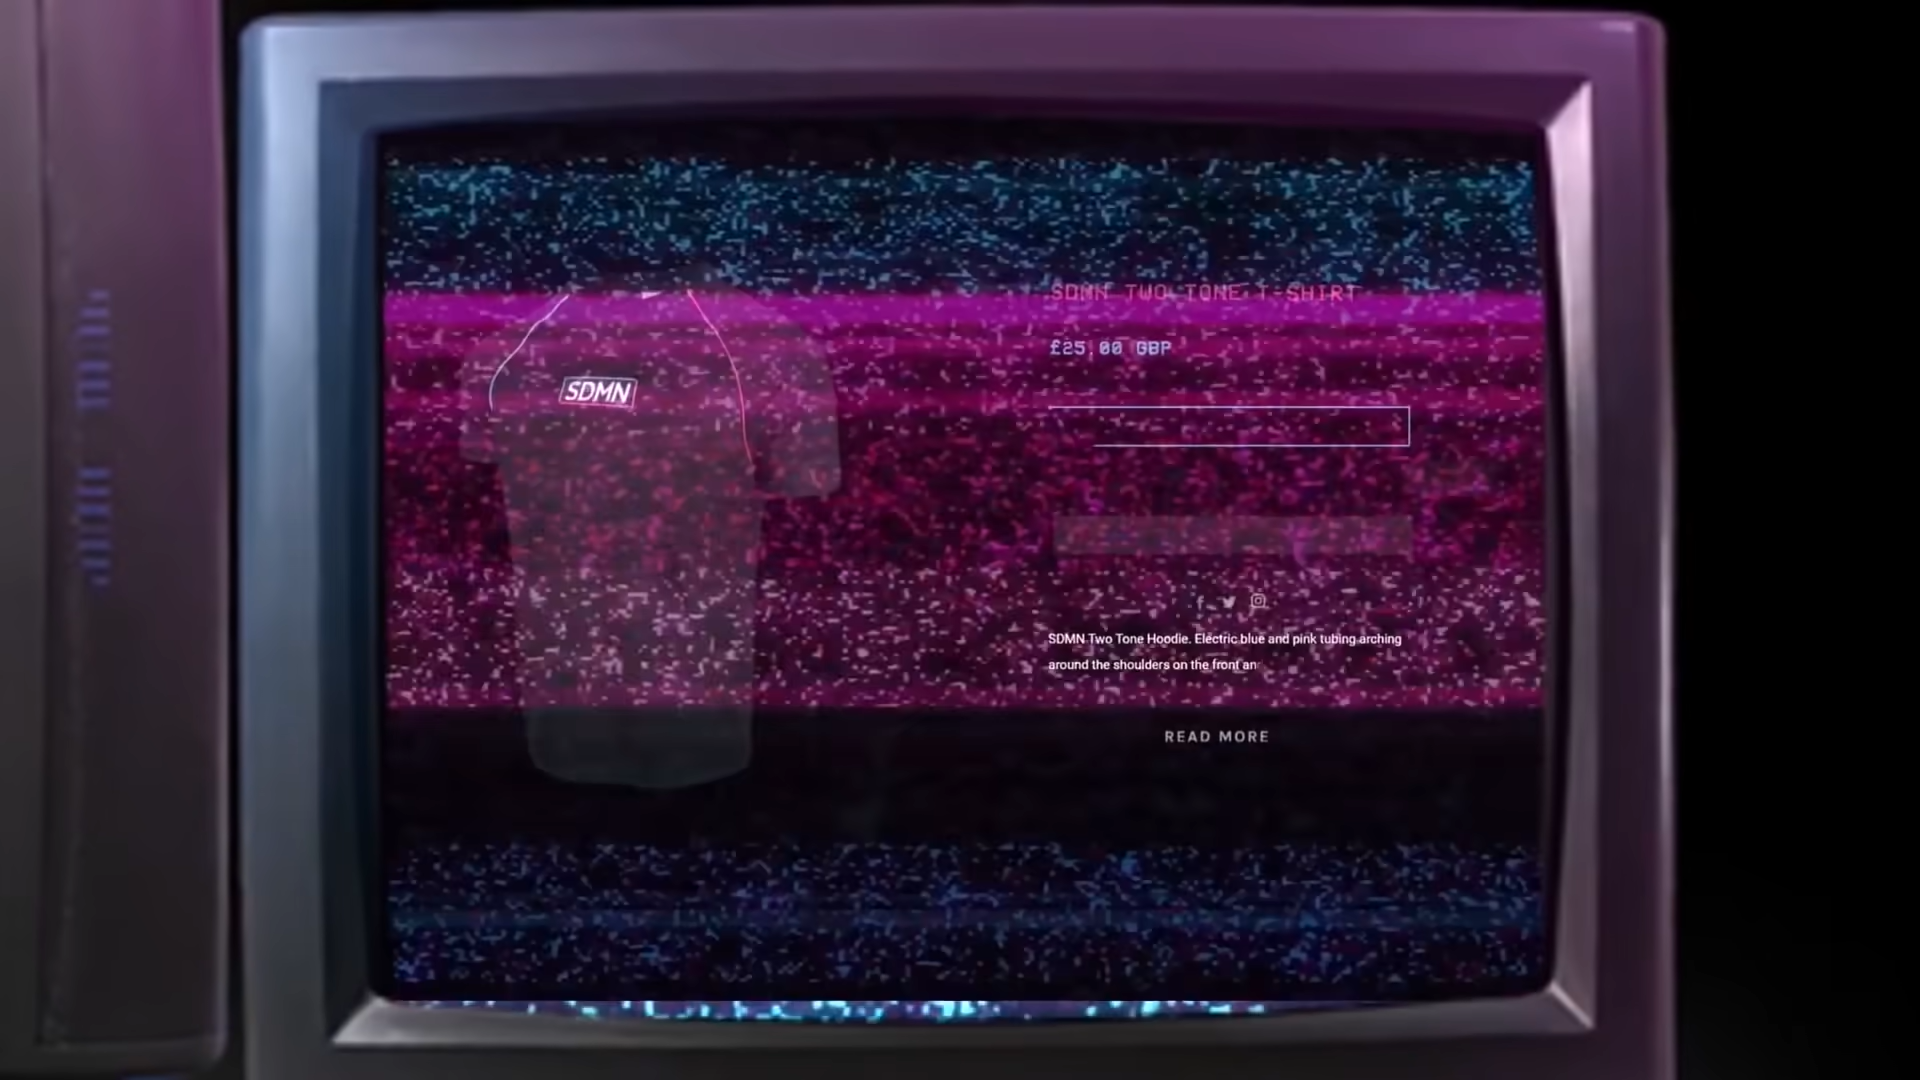 SDMN TWO TONE T-SHIRT
£25.00 GBP
SDMN
SDMN Two Tone Hoodie. Electric blue and pink tubing arching
around the shoulders on the front an
READ MORE